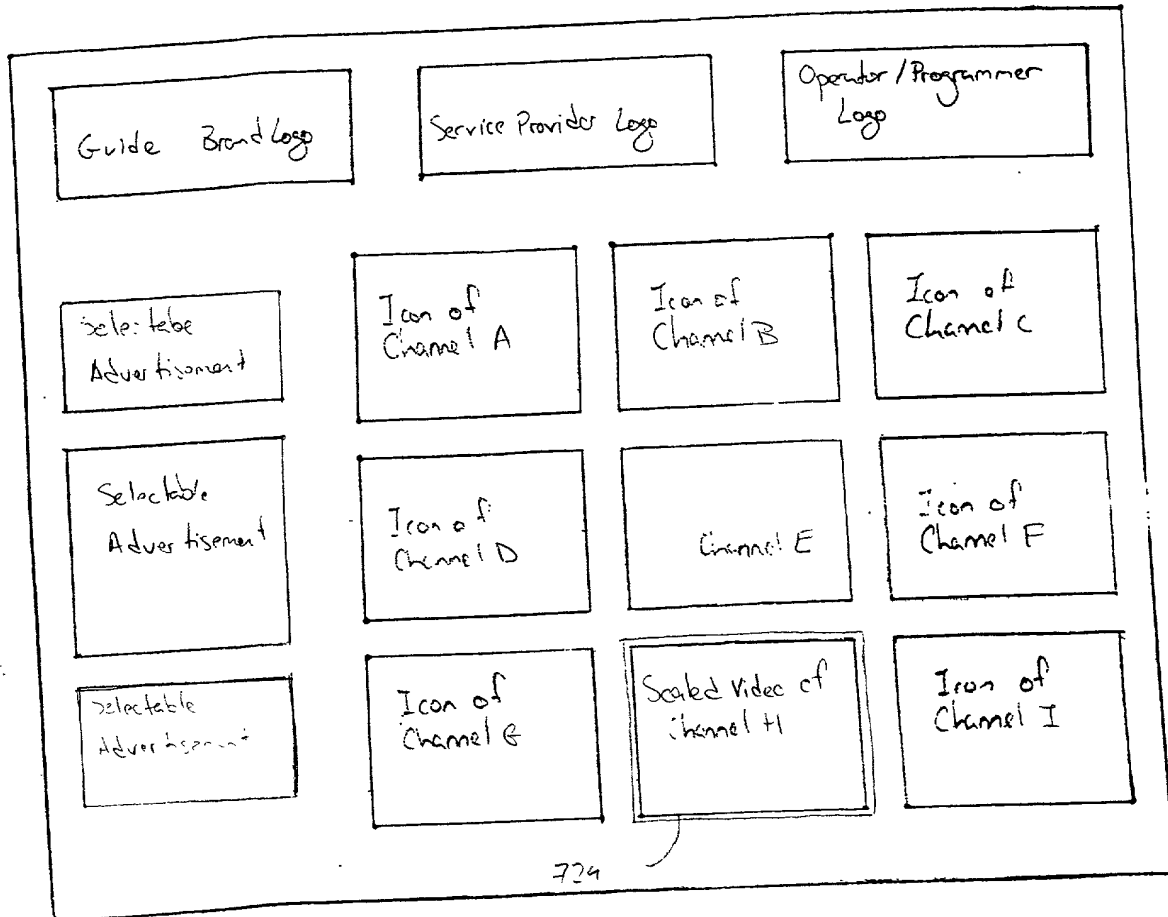 Guide Brand Logo
Service Provider Logo
Operator/Programmer
Logo
Selectabe
Advertisement
Icon of
Channel A
Icon of
Channel B
Icon of
Channel C
Selectable
Advertisement
Icon of
Channel D
Channel E
Icon of
Channel F
Selectable
Advertisement
Icon of
Channel G
Scaled Video of
Channel H
Icon of
Channel I